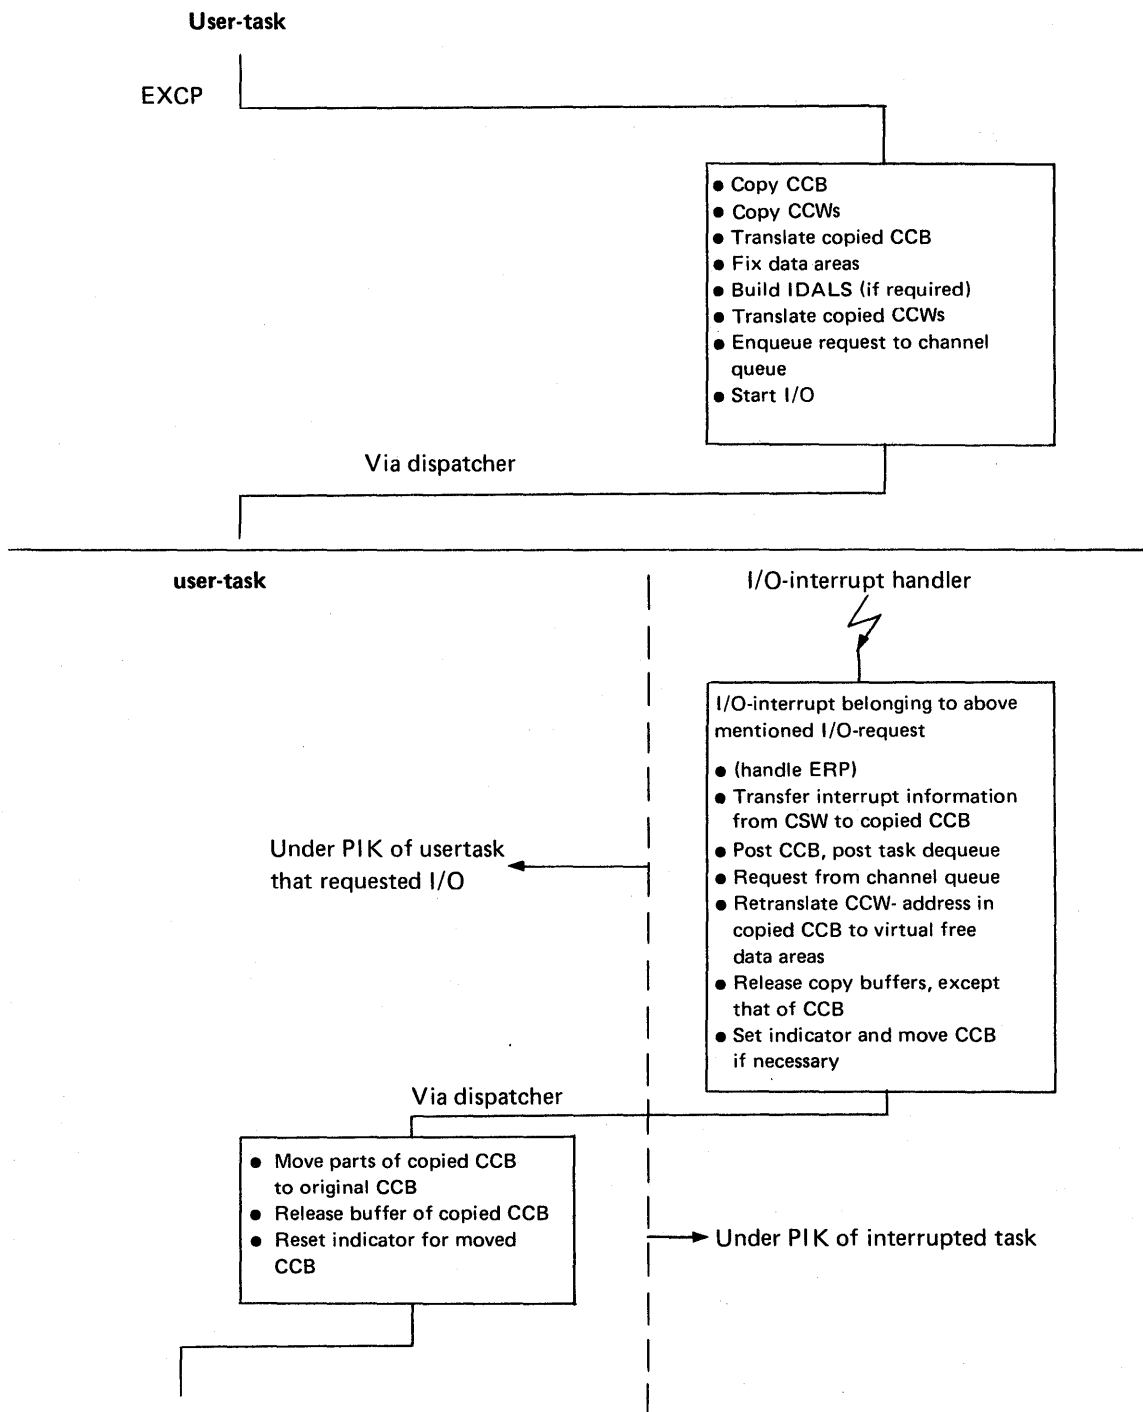 User-task
EXCP
● Copy CCB
● Copy CCWs
● Translate copied CCB
● Fix data areas
● Build IDALS (if required)
● Translate copied CCWs
● Enqueue request to channel
queue
● Start I/O
Via dispatcher
user-task
I/O-interrupt handler
I/O-interrupt belonging to above
mentioned I/O-request
● (handle ERP)
● Transfer interrupt information
from CSW to copied CCB
● Post CCB, post task dequeue
● Request from channel queue
● Retranslate CCW- address in
copied CCB to virtual free
data areas
● Release copy buffers, except
that of CCB
● Set indicator and move CCB
if necessary
Under PIK of usertask
that requested I/O
Via dispatcher
● Move parts of copied CCB
to original CCB
● Release buffer of copied CCB
● Reset indicator for moved
CCB
Under PIK of interrupted task